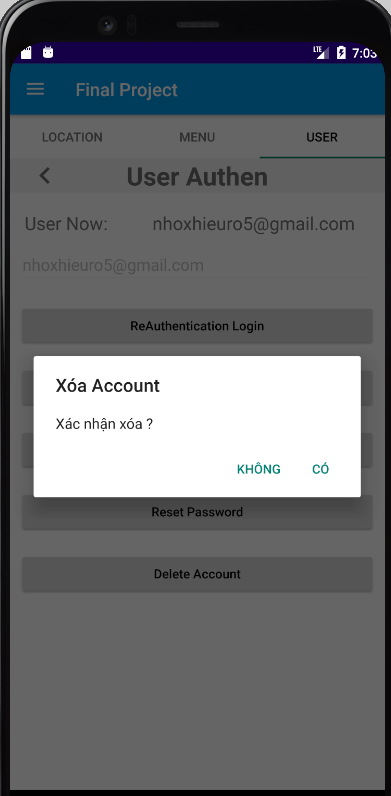 LTE 7:03
Final Project
LOCATION MENU USER
User Authen
User Now: nhoxhieuro5@gmail.com
nhoxhieuro5@gmail.com
ReAuthentication Login
Xóa Account
Xác nhận xóa ?
KHÔNG CÓ
Reset Password
Delete Account